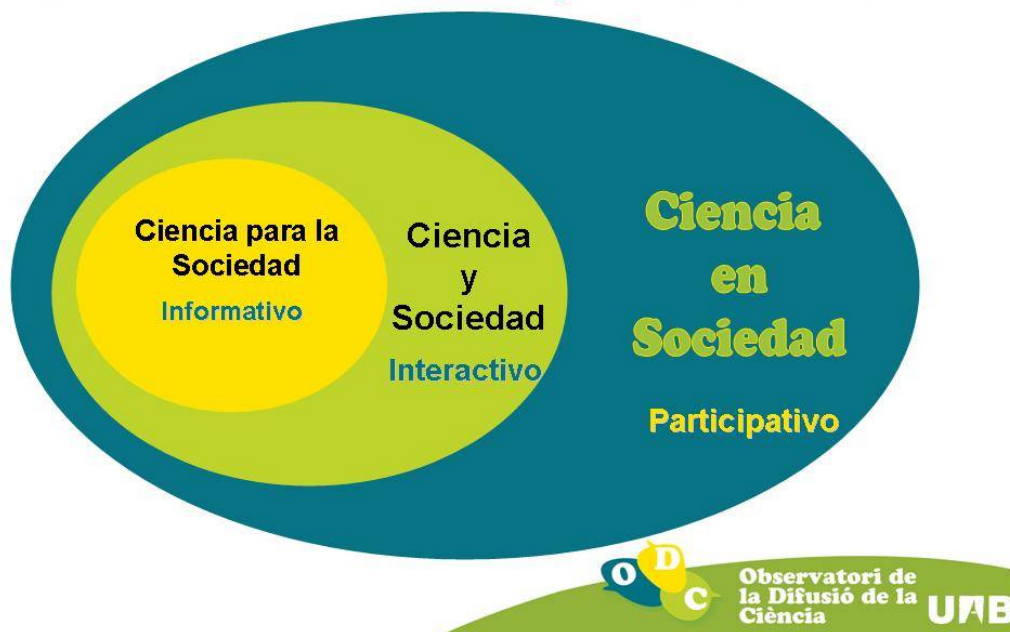 Ciencia para la
Sociedad
Informativo
Ciencia
y
Sociedad
Interactivo
Ciencia
en
Sociedad
Participativo
O D C
Observatori de
la Difusió de la
Ciència
UAB